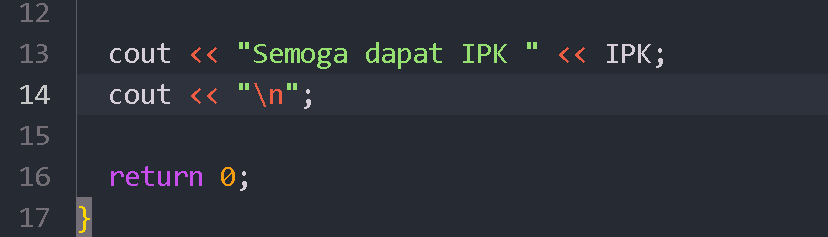 12
13 cout << "Semoga dapat IPK " << IPK;
14 cout << "\n";
15
16 return 0;
17 }